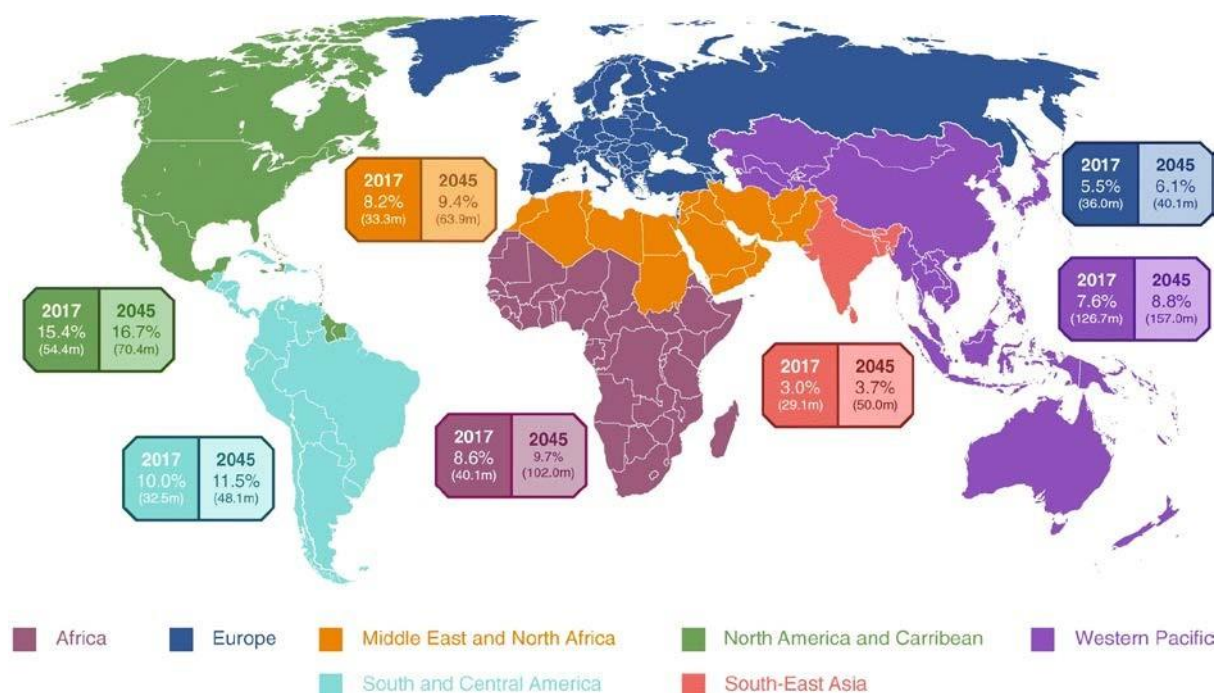 2017 2045
8.2% 9.4%
(33.3m) (63.9m)
2017 2045
5.5% 6.1%
(36.0m) (40.1m)
2017 2045
7.6% 8.8%
(126.7m) (157.0m)
2017 2045
15.4% 16.7%
(54.4m) (70.4m)
2017 2045
3.0% 3.7%
(29.1m) (50.0m)
2017 2045
8.6% 9.7%
(40.1m) (102.0m)
2017 2045
10.0% 11.5%
(32.5m) (48.1m)
Africa Europe Middle East and North Africa North America and Carribean Western Pacific
South and Central America South-East Asia